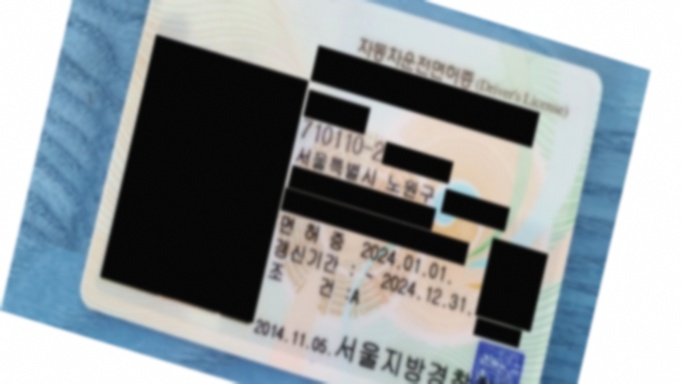 자동차운전면허증 (Driver's License)
710110-2
서울특별시 노원구
면 허 증 2024.01.01.
갱신기간 : ~ 2024.12.31.
조 건 :A
2014.11.05. 서울지방경찰